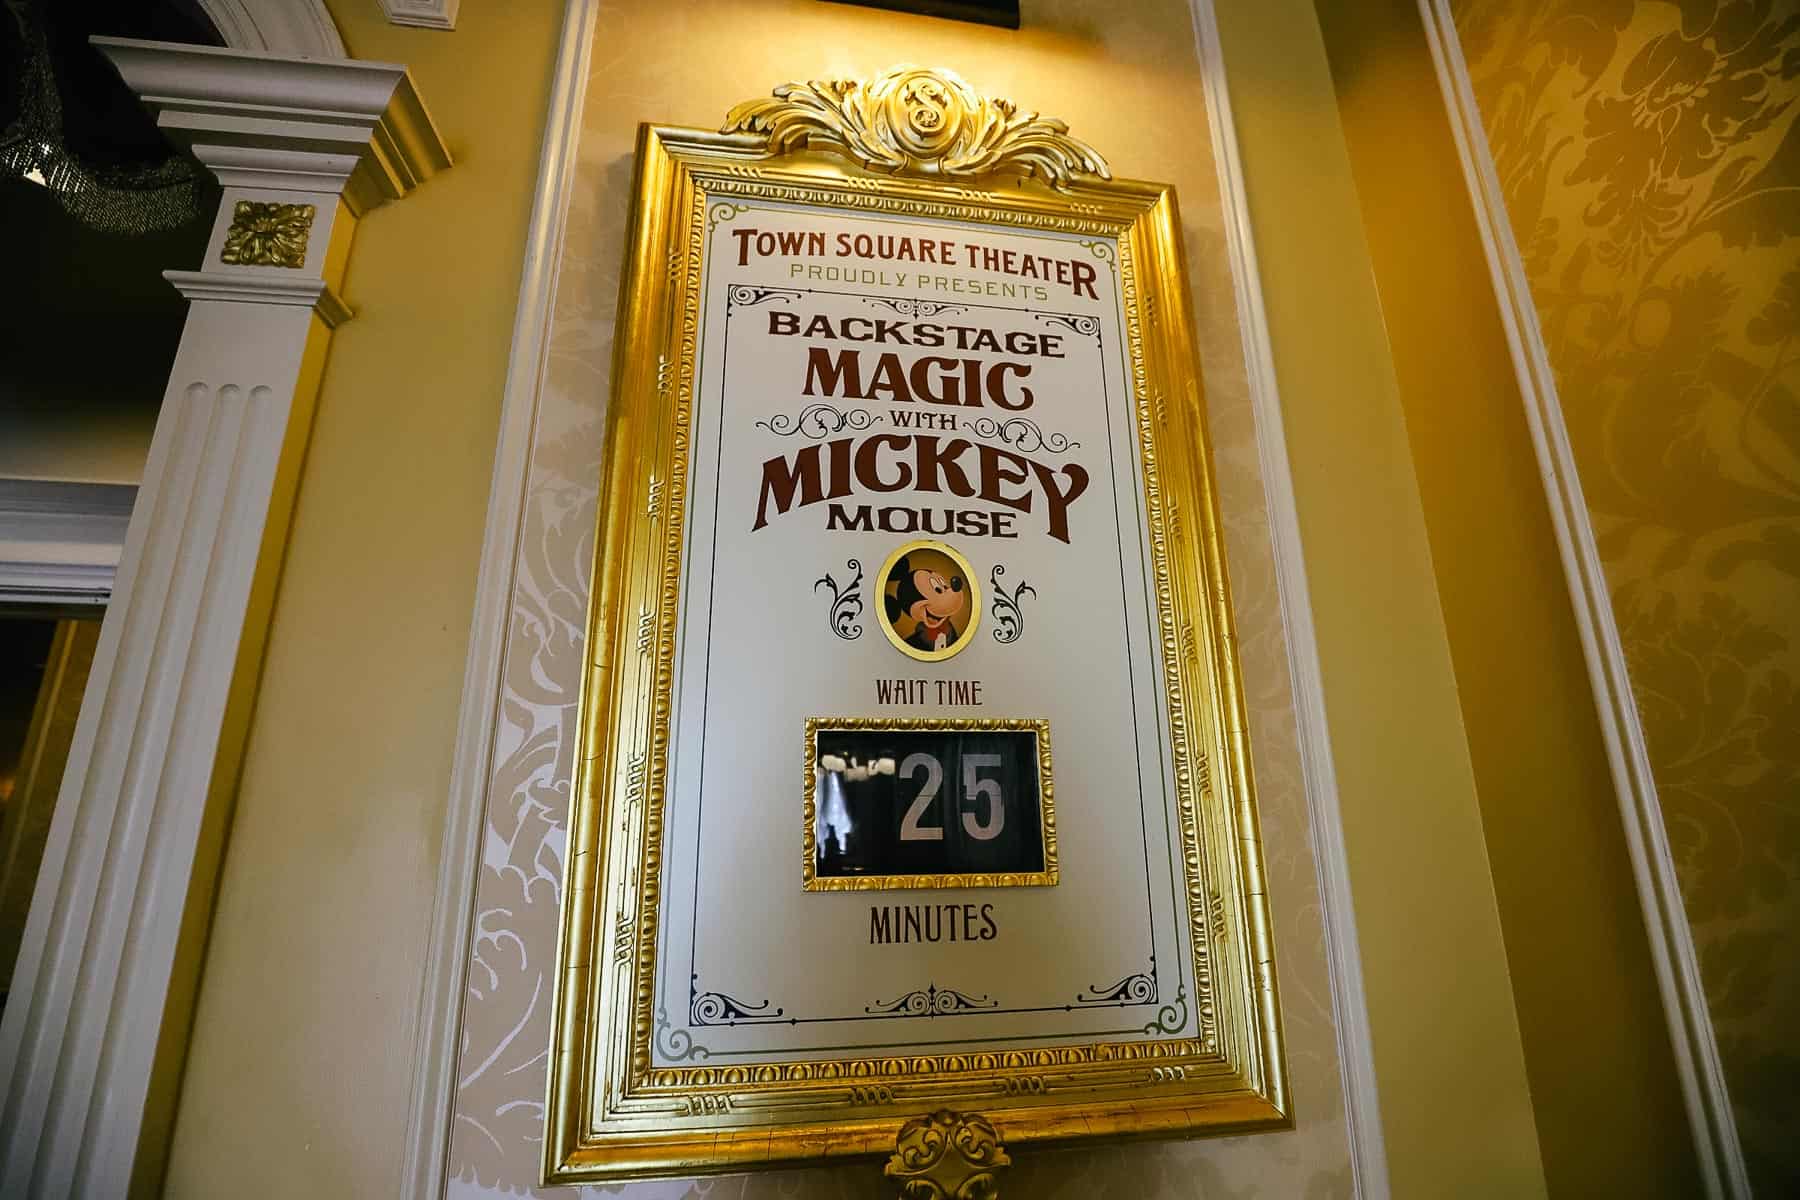 TOWN SQUARE THEATER
PROUDLY PRESENTS
BACKSTAGE
MAGIC
WITH
MICKEY
MOUSE
WAIT TIME
25
MINUTES